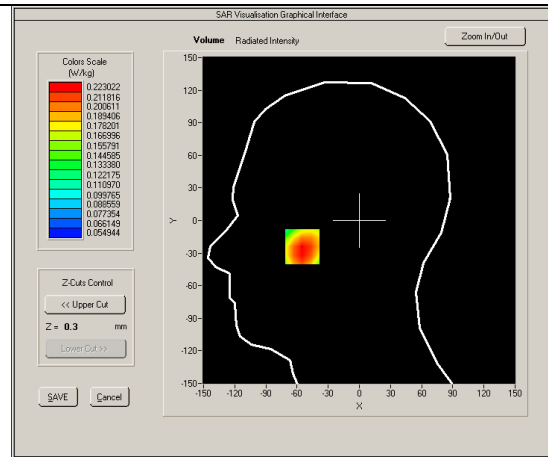 SAR Visualisation Graphical Interface
Volume Radiated Intensity
Zoom In/Out
Colors Scale
(W/kg)
0.223022
0.211816
0.200611
0.189406
0.178201
0.166996
0.155791
0.144585
0.133380
0.122175
0.110970
0.099765
0.088559
0.077354
0.066149
0.054944
Z-Cuts Control
<< Upper Cut
Z = 0.3 mm
Lower Cut >>
SAVE Cancel
150
120
90
60
30
0
-30
-60
-90
-120
-150
Y
-150 -120 -90 -60 -30 0 30 60 90 120 150
X